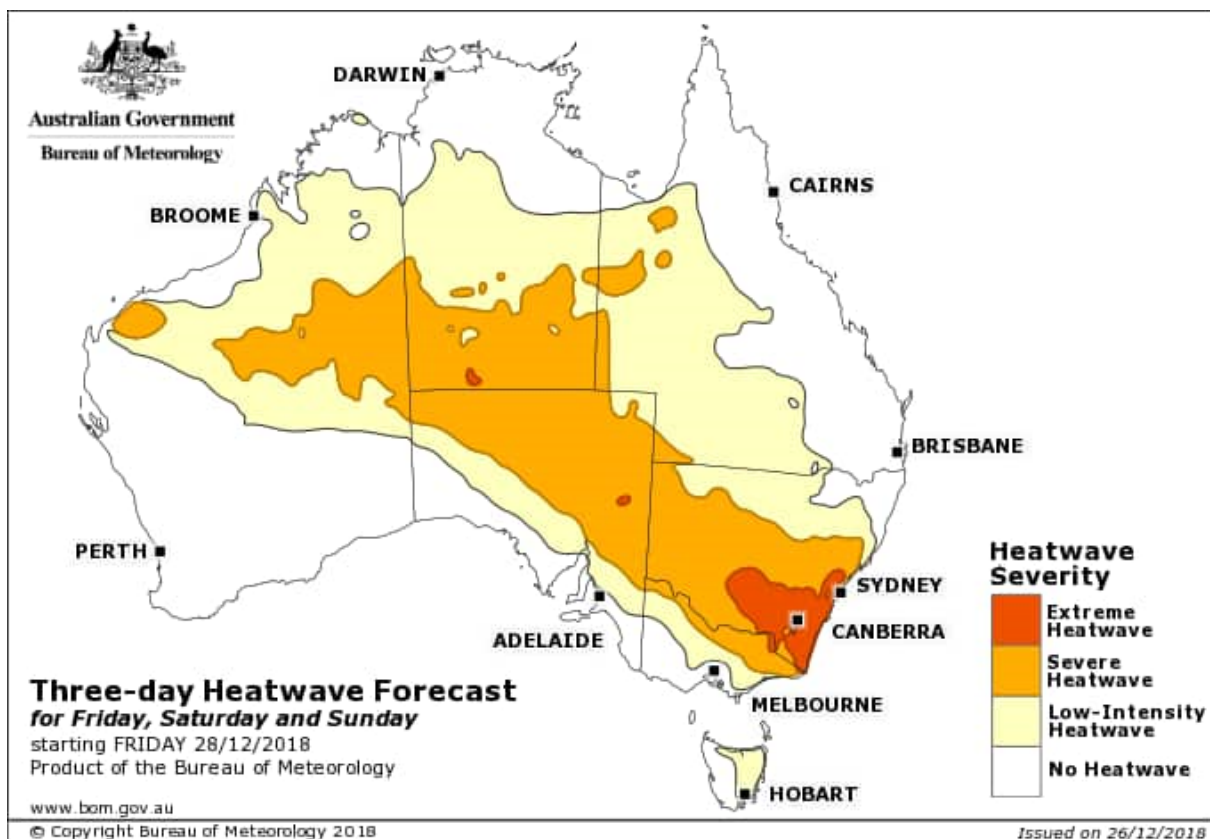 Australian Government
Bureau of Meteorology
DARWIN
CAIRNS
BROOME
BRISBANE
PERTH
SYDNEY
ADELAIDE
CANBERRA
MELBOURNE
HOBART
Heatwave
Severity
Extreme
Heatwave
Severe
Heatwave
Low-Intensity
Heatwave
No Heatwave
Three-day Heatwave Forecast
for Friday, Saturday and Sunday
starting FRIDAY 28/12/2018
Product of the Bureau of Meteorology
www.bom.gov.au
© Copyright Bureau of Meteorology 2018
Issued on 26/12/2018